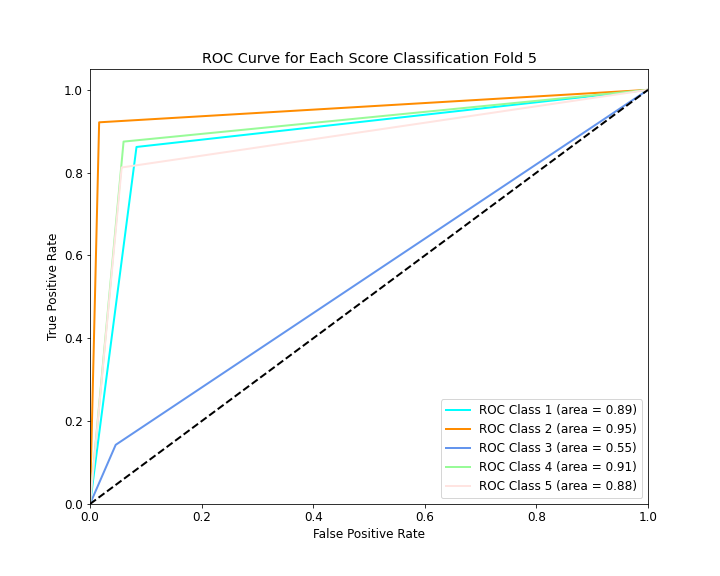 ROC Curve for Each Score Classification Fold 5
True Positive Rate
1.0
0.8
0.6
0.4
0.2
0.0
ROC Class 1 (area = 0.89)
ROC Class 2 (area = 0.95)
ROC Class 3 (area = 0.55)
ROC Class 4 (area = 0.91)
ROC Class 5 (area = 0.88)
0.0 0.2 0.4 0.6 0.8 1.0
False Positive Rate